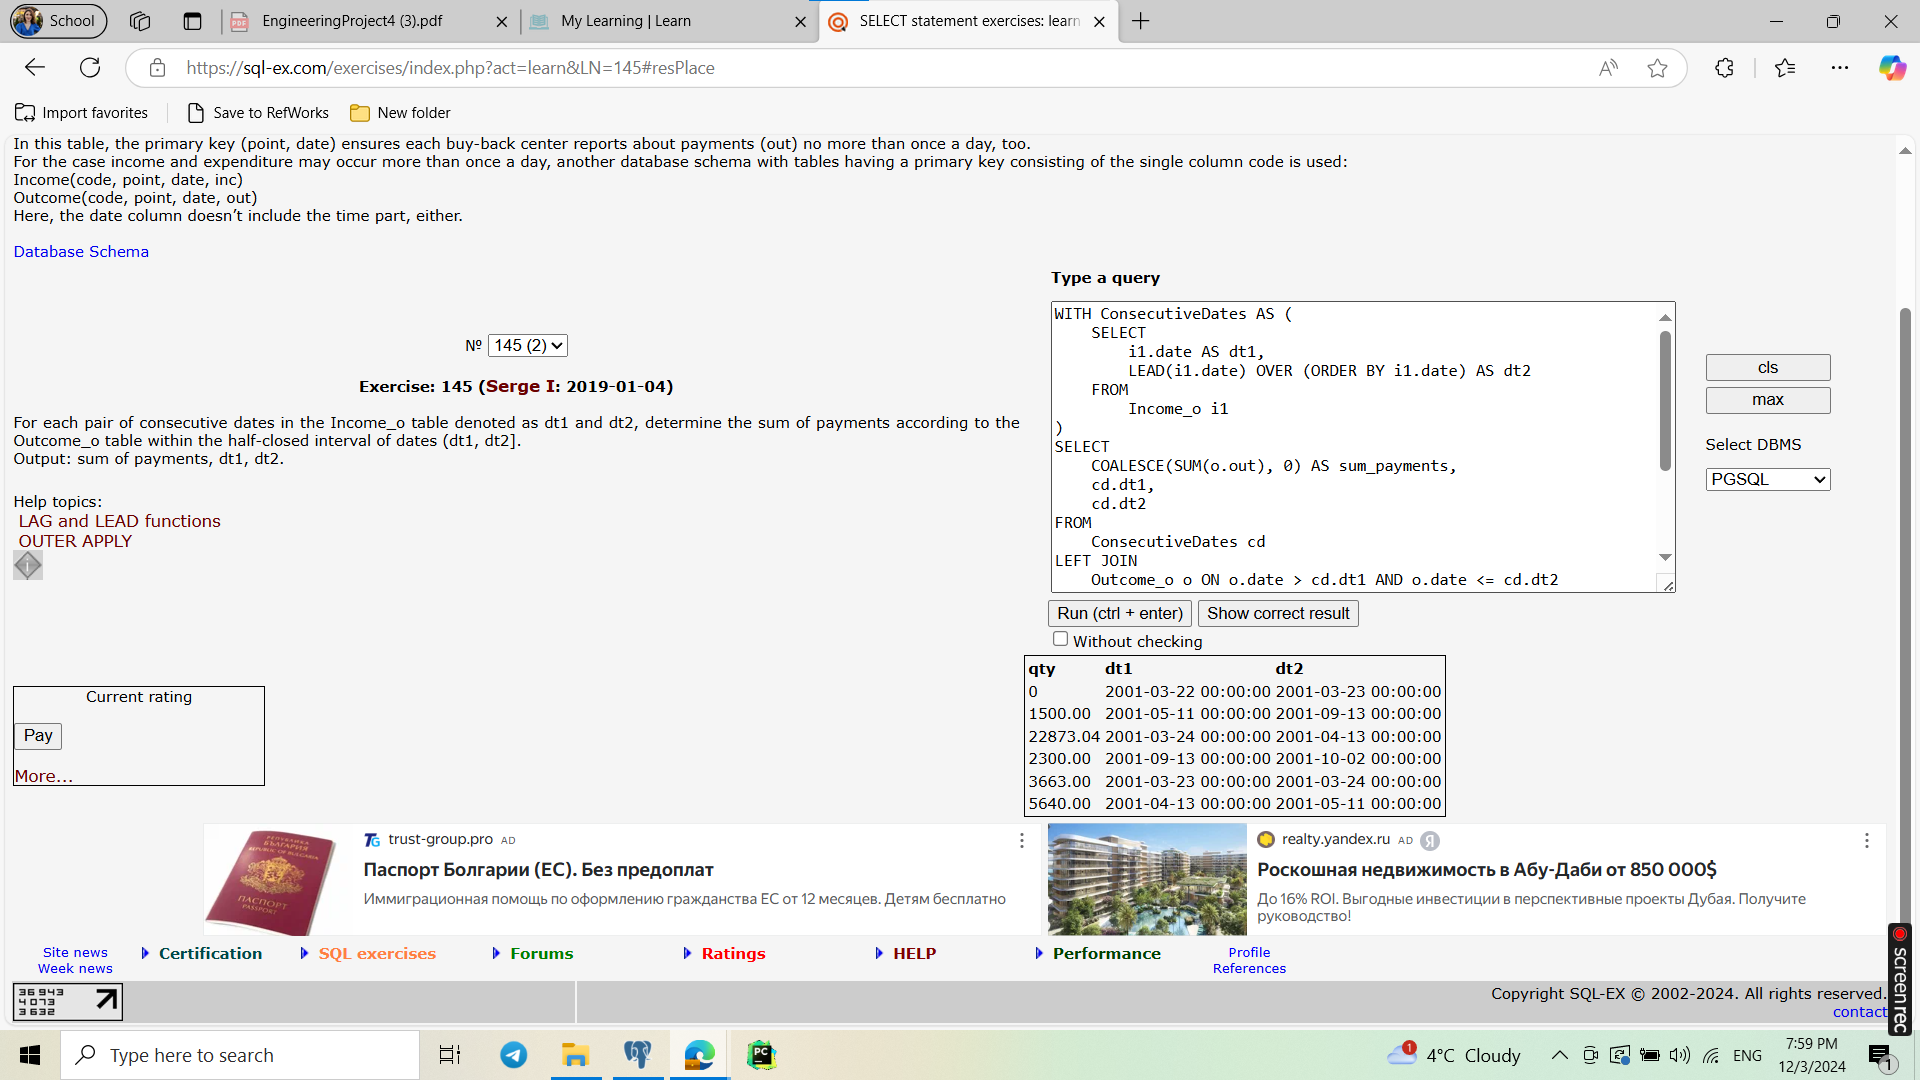 School
EngineeringProject4 (3).pdf
My Learning | Learn
SELECT statement exercises: learn
https://sql-ex.com/exercises/index.php?act=learn&LN=145#resPlace
Import favorites
Save to RefWorks
New folder
In this table, the primary key (point, date) ensures each buy-back center reports about payments (out) no more than once a day, too.
For the case income and expenditure may occur more than once a day, another database schema with tables having a primary key consisting of the single column code is used:
Income(code, point, date, inc)
Outcome(code, point, date, out)
Here, the date column doesn’t include the time part, either.
Database Schema
Nº 145 (2)
Exercise: 145 (Serge I: 2019-01-04)
For each pair of consecutive dates in the Income_o table denoted as dt1 and dt2, determine the sum of payments according to the
Outcome_o table within the half-closed interval of dates (dt1, dt2].
Output: sum of payments, dt1, dt2.
Help topics:
LAG and LEAD functions
OUTER APPLY
Current rating
Pay
More...
Type a query
WITH ConsecutiveDates AS (
SELECT
i1.date AS dt1,
LEAD(i1.date) OVER (ORDER BY i1.date) AS dt2
FROM
Income_o i1
)
SELECT
COALESCE(SUM(o.out), 0) AS sum_payments,
cd.dt1,
cd.dt2
FROM
ConsecutiveDates cd
LEFT JOIN
Outcome_o o ON o.date > cd.dt1 AND o.date <= cd.dt2
cls
max
Select DBMS
PGSQL
Run (ctrl + enter)
Show correct result
Without checking
qty dt1 dt2
0 2001-03-22 00:00:00 2001-03-23 00:00:00
1500.00 2001-05-11 00:00:00 2001-09-13 00:00:00
22873.04 2001-03-24 00:00:00 2001-04-13 00:00:00
2300.00 2001-09-13 00:00:00 2001-10-02 00:00:00
3663.00 2001-03-23 00:00:00 2001-03-24 00:00:00
5640.00 2001-04-13 00:00:00 2001-05-11 00:00:00
ПАСПОРТ
trust-group.pro AD
Паспорт Болгарии (ЕС). Без предоплат
Иммиграционная помощь по оформлению гражданства ЕС от 12 месяцев. Детям бесплатно
realty.yandex.ru AD
Роскошная недвижимость в Абу-Даби от 850 000$
До 16% ROI. Выгодные инвестиции в перспективные проекты Дубая. Получите
руководство!
Site news
Week news
Certification
SQL exercises
Forums
Ratings
HELP
Performance
Profile
References
36 943
4 073
3 632
Copyright SQL-EX © 2002-2024. All rights reserved.
contact
screenrec
Type here to search
PC
1
4°C Cloudy
ENG
7:59 PM
12/3/2024
1